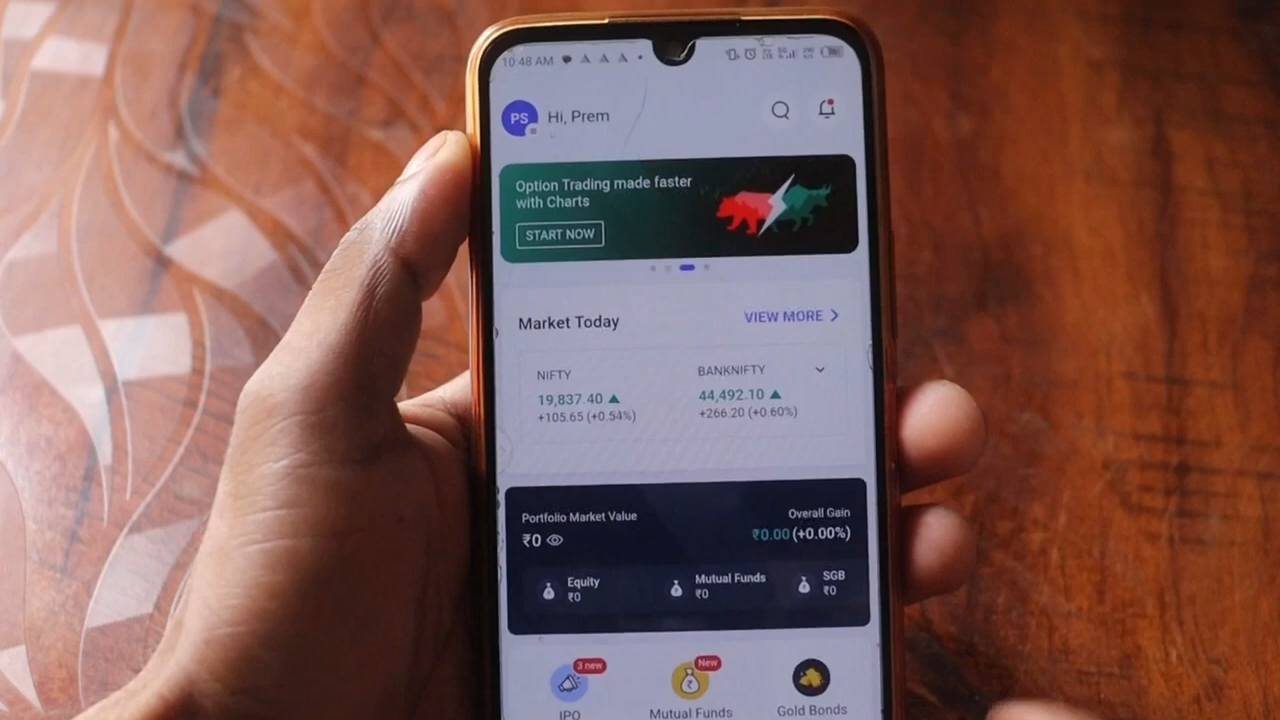 10:48 AM
PS
Hi, Prem
Option Trading made faster
with Charts
START NOW
Market Today
VIEW MORE
NIFTY
19,837.40
+105.65 (+0.54%)
BANKNIFTY
44,492.10
+266.20 (+0.60%)
Portfolio Market Value
₹0
Overall Gain
₹0.00 (+0.00%)
Equity
₹0
Mutual Funds
₹0
SGB
₹0
3 new
IPO
New
Mutual Funds
Gold Bonds